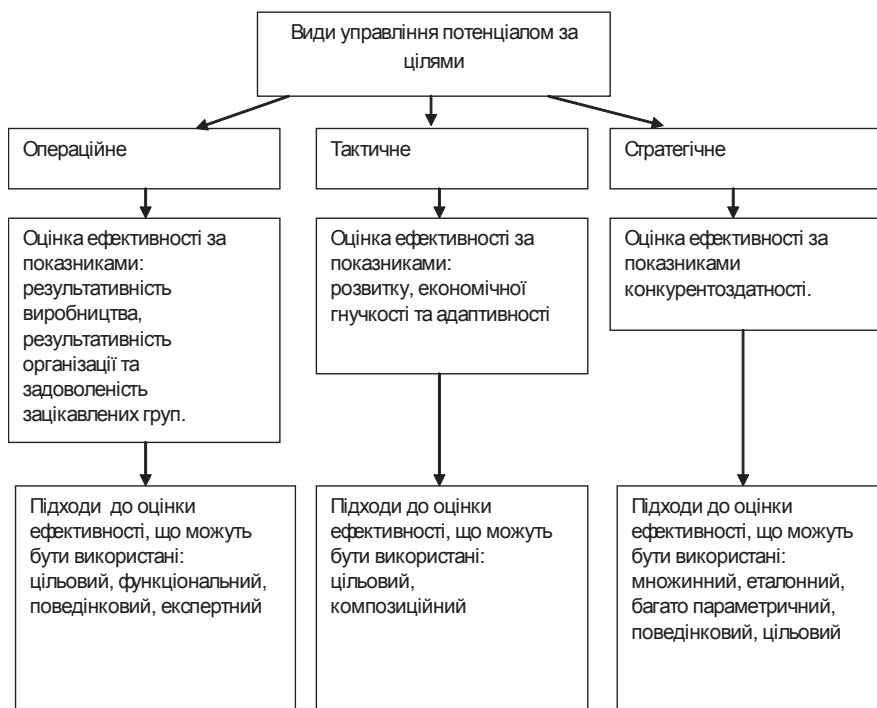 Види управління потенціалом за
цілями
Операційне
Тактичне
Стратегічне
Оцінка ефективності за
показниками:
результативність
виробництва,
результативність
організації та
задоволеність
зацікавлених груп.
Оцінка ефективності за
показниками:
розвитку, економічної
гнучкості та адаптивності
Оцінка ефективності за
показниками
конкурентоздатності.
Підходи до оцінки
ефективності, що можуть
бути використані:
цільовий, функціональний,
поведінковий, експертний
Підходи до оцінки
ефективності, що можуть
бути використані:
цільовий,
композиційний
Підходи до оцінки
ефективності, що можуть
бути використані:
множинний, еталонний,
багато параметричний,
поведінковий, цільовий